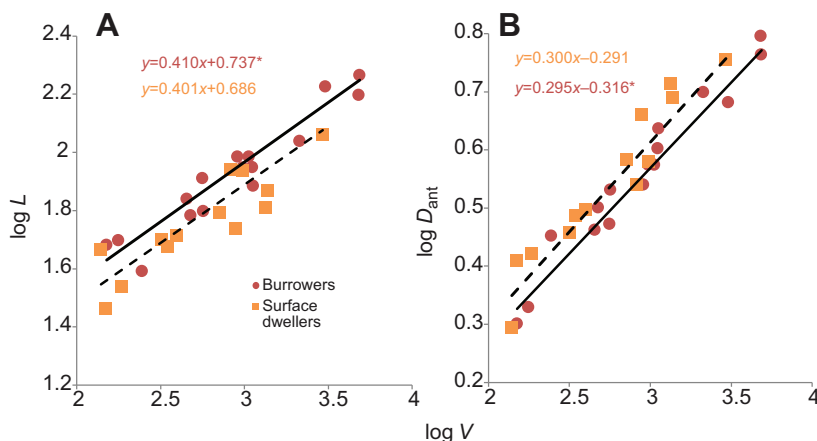 A
B
y=0.410x+0.737*
y=0.401x+0.686
y=0.300x–0.291
y=0.295x–0.316*
log L
2.4
2.2
2
1.8
1.6
1.4
1.2
2
2.5
3
3.5
4
Burrowers
Surface
dwellers
log D_ant
0.8
0.7
0.6
0.5
0.4
0.3
0.2
2
2.5
3
3.5
4
log V